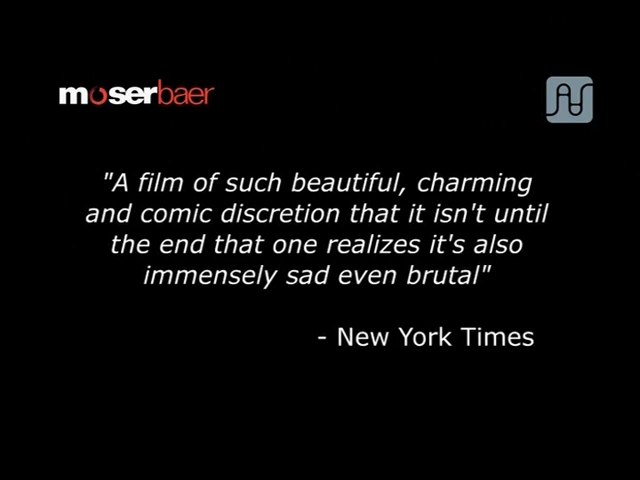 moserbaer
"A film of such beautiful, charming
and comic discretion that it isn't until
the end that one realizes it's also
immensely sad even brutal"
- New York Times